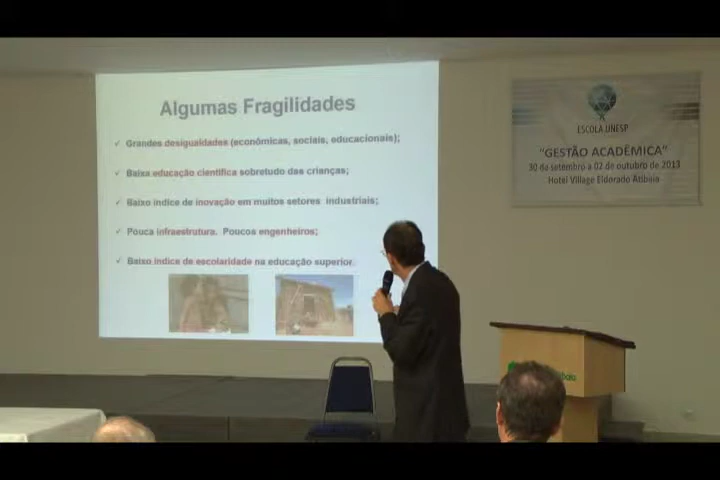 Algumas Fragilidades
✓ Grandes desigualdades (econômicas, sociais, educacionais);
✓ Baixa educação científica sobretudo das crianças;
✓ Baixo índice de inovação em muitos setores industriais;
✓ Pouca infraestrutura. Poucos engenheiros;
✓ Baixo índice de escolaridade na educação superior.
ESCOLA UNESP
"GESTÃO ACADÊMICA"
30 de setembro a 02 de outubro de 2013
Hotel Village Eldorado Atibaia